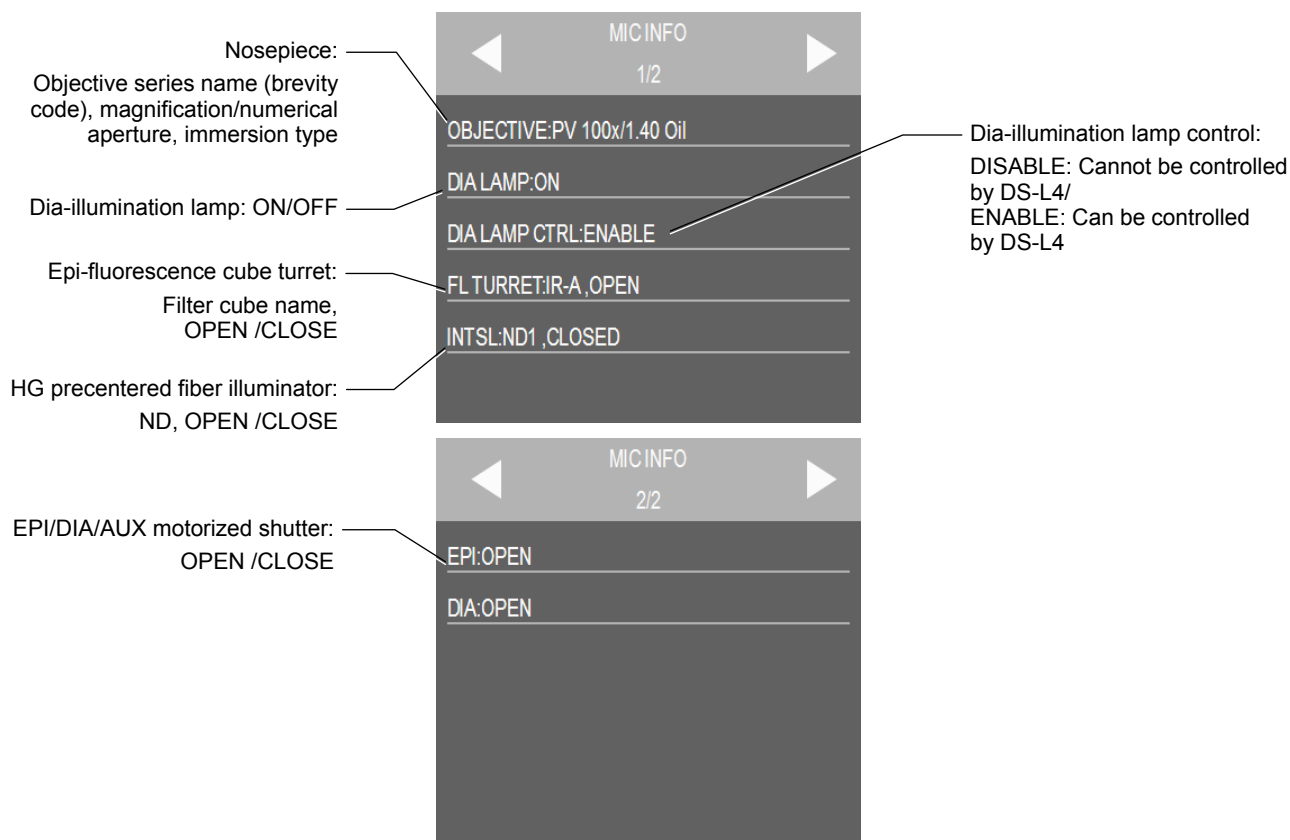 Nosepiece:
Objective series name (brevity
code), magnification/numerical
aperture, immersion type
Dia-illumination lamp: ON/OFF
Epi-fluorescence cube turret:
Filter cube name,
OPEN /CLOSE
HG precentered fiber illuminator:
ND, OPEN /CLOSE
MIC INFO
1/2
OBJECTIVE:PV 100x/1.40 Oil
DIA LAMP:ON
DIA LAMP CTRL:ENABLE
FL TURRET:IR-A ,OPEN
INTSL:ND1 ,CLOSED
Dia-illumination lamp control:
DISABLE: Cannot be controlled
by DS-L4/
ENABLE: Can be controlled
by DS-L4
EPI/DIA/AUX motorized shutter:
OPEN /CLOSE
MIC INFO
2/2
EPI:OPEN
DIA:OPEN